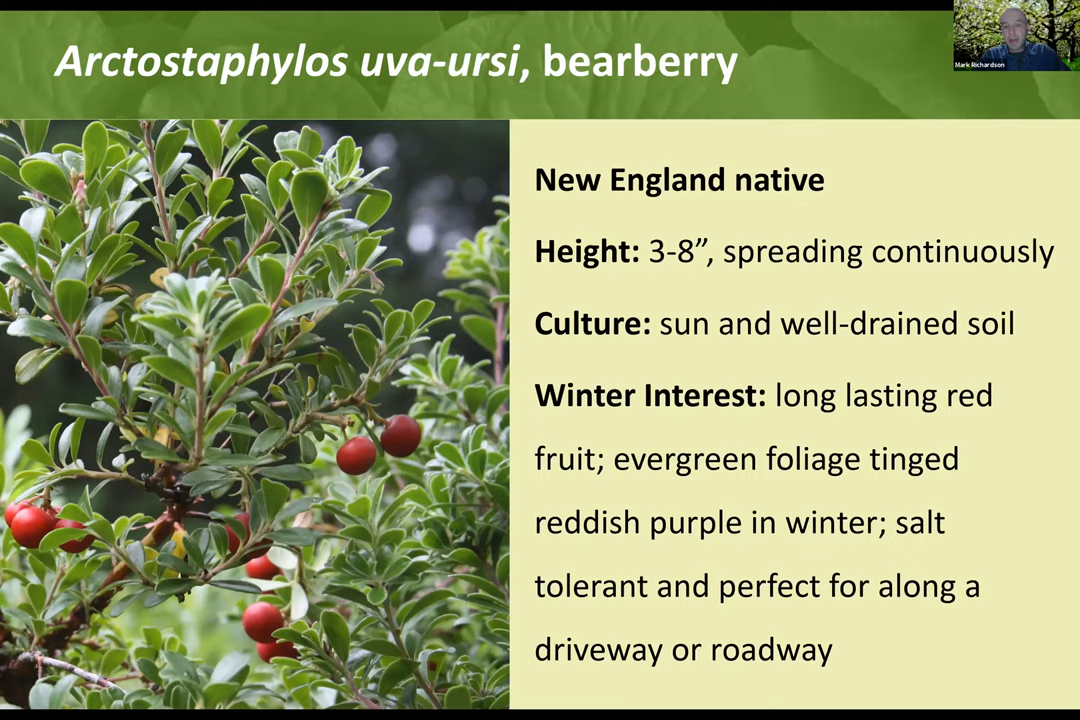 Arctostaphylos uva-ursi, bearberry
Mark Richardson
New England native
Height: 3-8”, spreading continuously
Culture: sun and well-drained soil
Winter Interest: long lasting red
fruit; evergreen foliage tinged
reddish purple in winter; salt
tolerant and perfect for along a
driveway or roadway